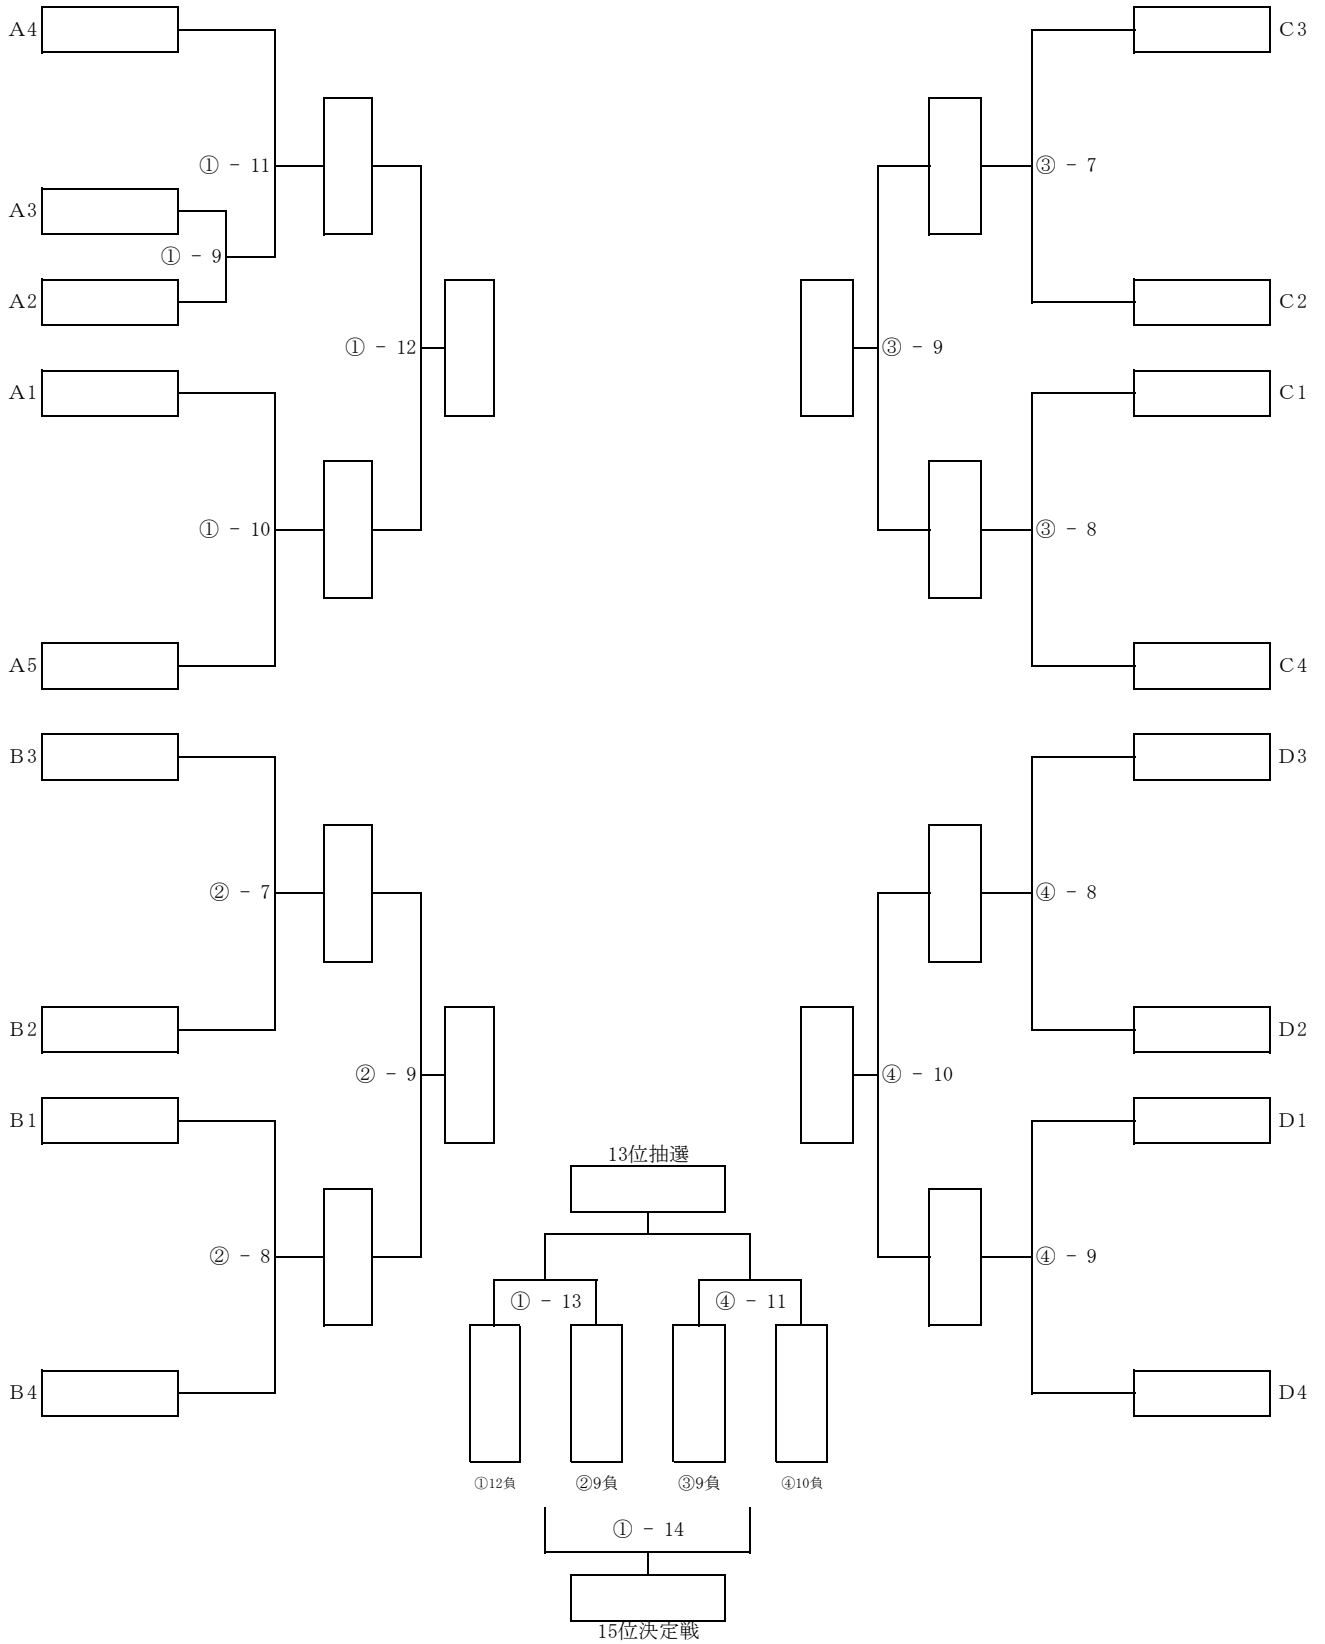 A4
C3
① － 11
③ － 7
A3
① － 9
A2
C2
① － 12
③ － 9
A1
C1
① － 10
③ － 8
A5
C4
B3
D3
② － 7
④ － 8
B2
D2
② － 9
④ － 10
B1
D1
13位抽選
② － 8
④ － 9
① － 13
④ － 11
B4
D4
①12負
②9負
③9負
④10負
① － 14
15位決定戦